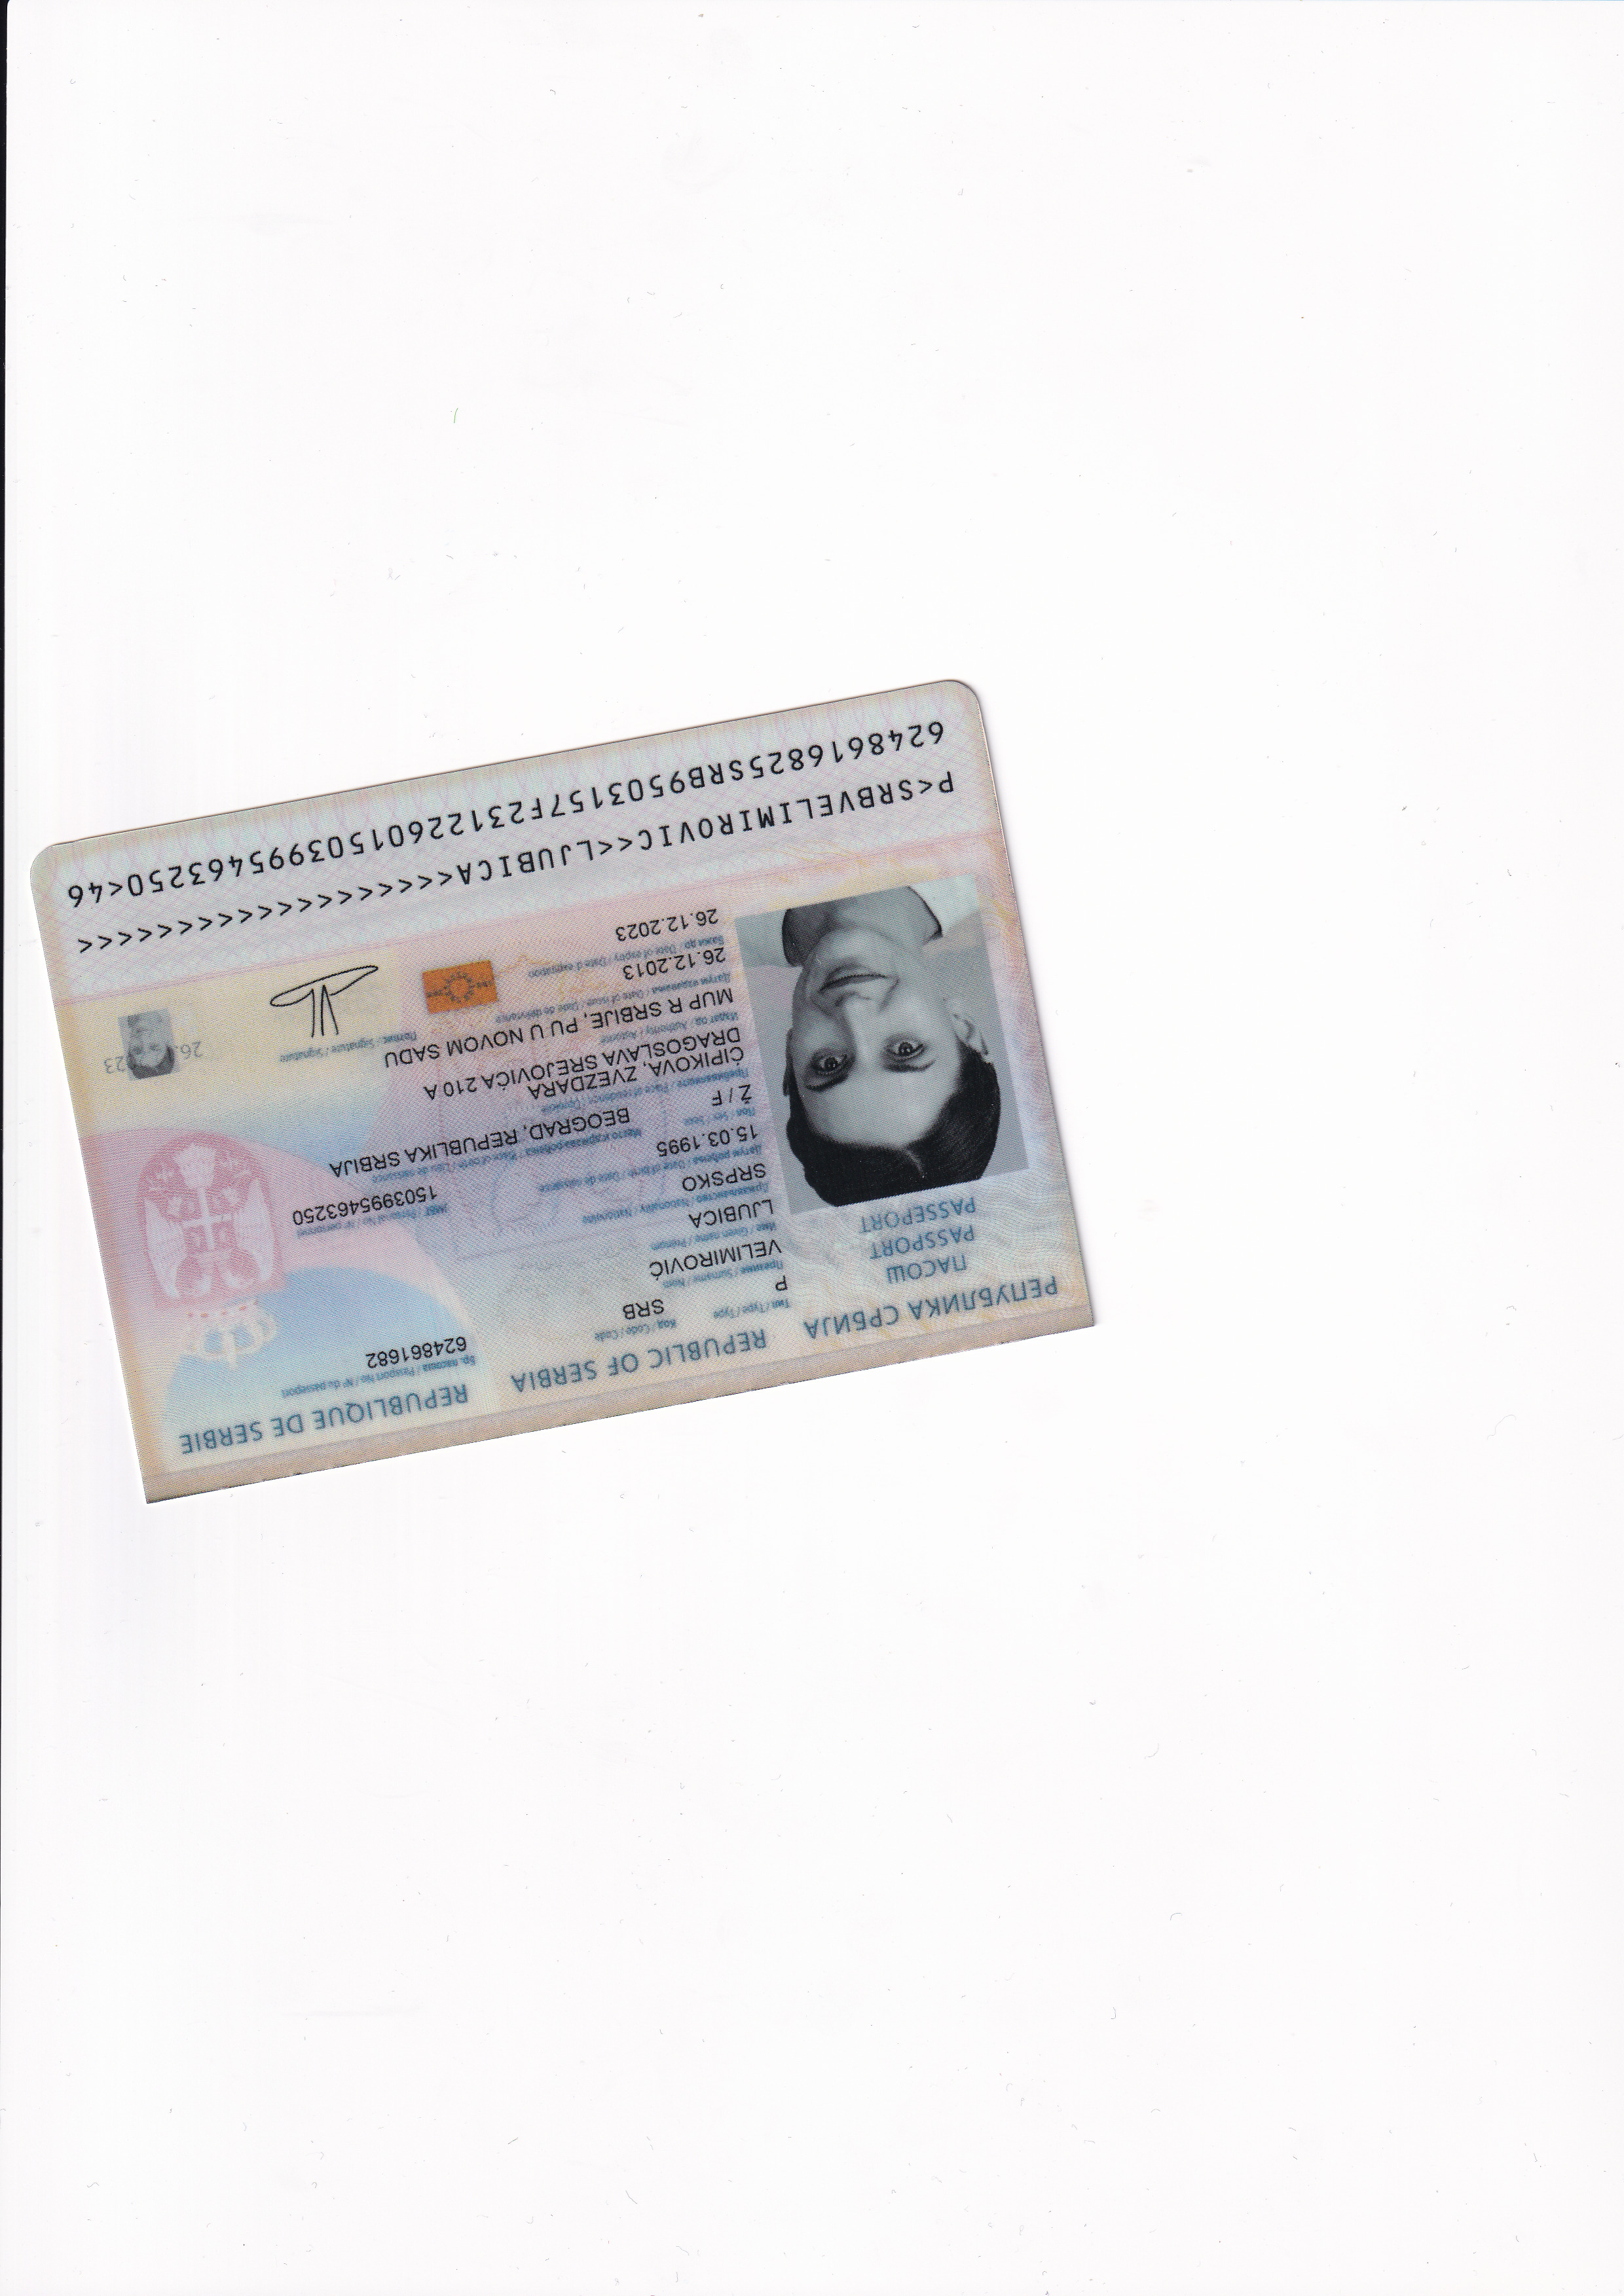 РЕПУБЛИКА СРБИЈА REPUBLIC OF SERBIA REPUBLIQUE DE SERBIE
ПАСОШ
PASSPORT
PASSEPORT
Тип / Type / Type
P
Код / Code / Code
SRB
Бр. пасоша / Passport No / Nº du passeport
624861682
Презиме / Surname / Nom
VELIMIROVIĆ
Име / Given name / Prénom
LJUBICA
Држављанство / Nationality / Nationalité
SRPSKO
ЈМБГ / Personal No / Nº personnel
1503995463250
Датум рођења / Date of birth / Date de naissance
15.03.1995
Место и држава рођења / Place of birth / Lieu de naissance
BEOGRAD, REPUBLIKA SRBIJA
Пол / Sex / Sexe
Ž / F
Пребивалиште / Place of residence / Domicile
ČIPIKOVA, ZVEZDARA
DRAGOSLAVA SREJOVIĆA 210 A
Издат од / Authority / Autorité
MUP R SRBIJE, PU U NOVOM SADU
Датум издавања / Date of issue / Date de délivrance
26.12.2013
Важи до / Date of expiry / Date d'expiration
26.12.2023
Потпис / Signature / Signature
P<SRBVELIMIROVIC<<LJUBICA<<<<<<<<<<<<<<<<<<<
6248616825SRB9503157F23122601503995463250<46